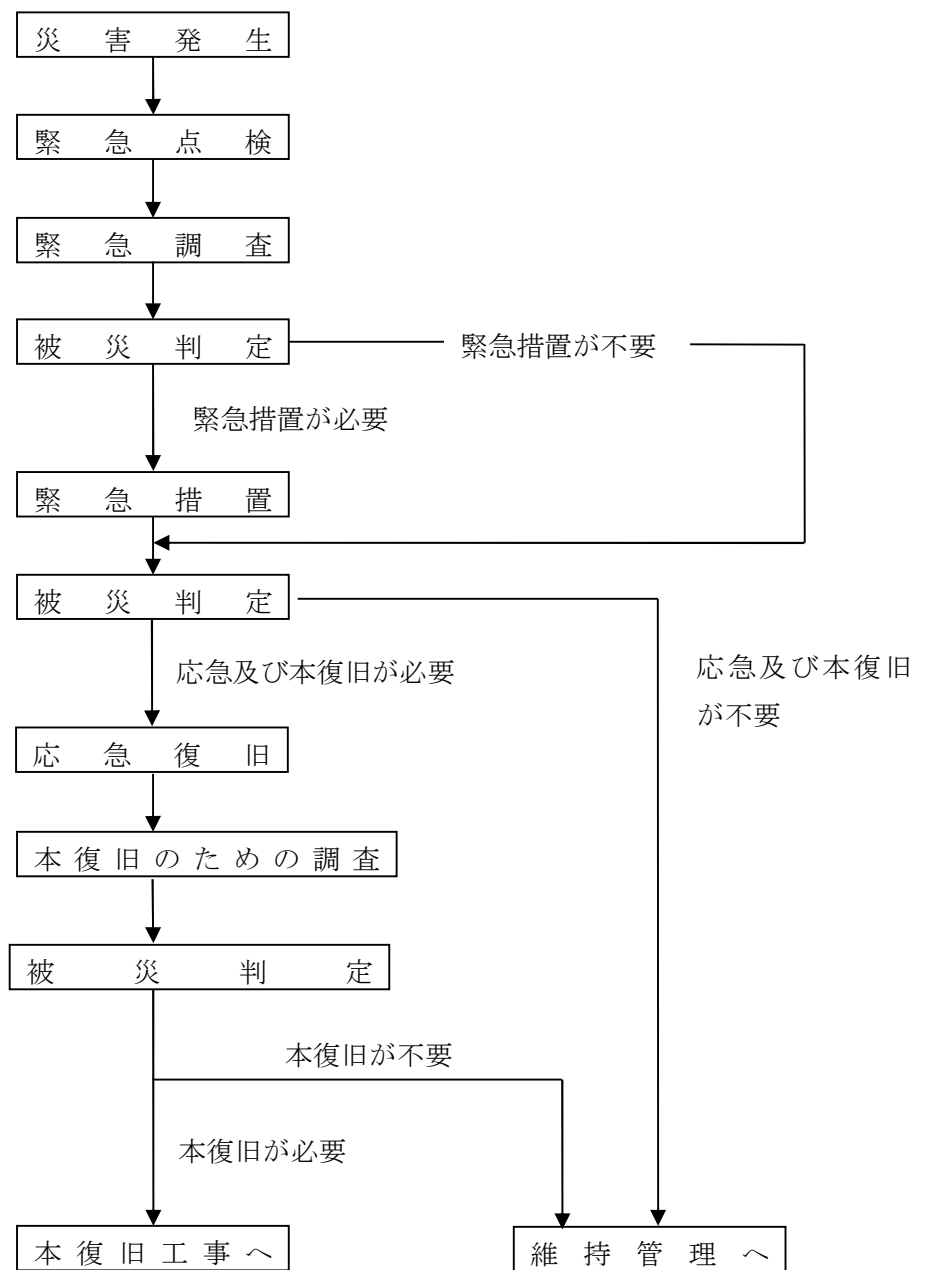 災害発生
緊急点検
緊急調査
被災判定
緊急措置が不要
緊急措置が必要
緊急措置
被災判定
応急及び本復旧が必要
応急及び本復旧
が不要
応急復旧
本復旧のための調査
被災判定
本復旧が不要
本復旧が必要
本復旧工事へ
維持管理へ